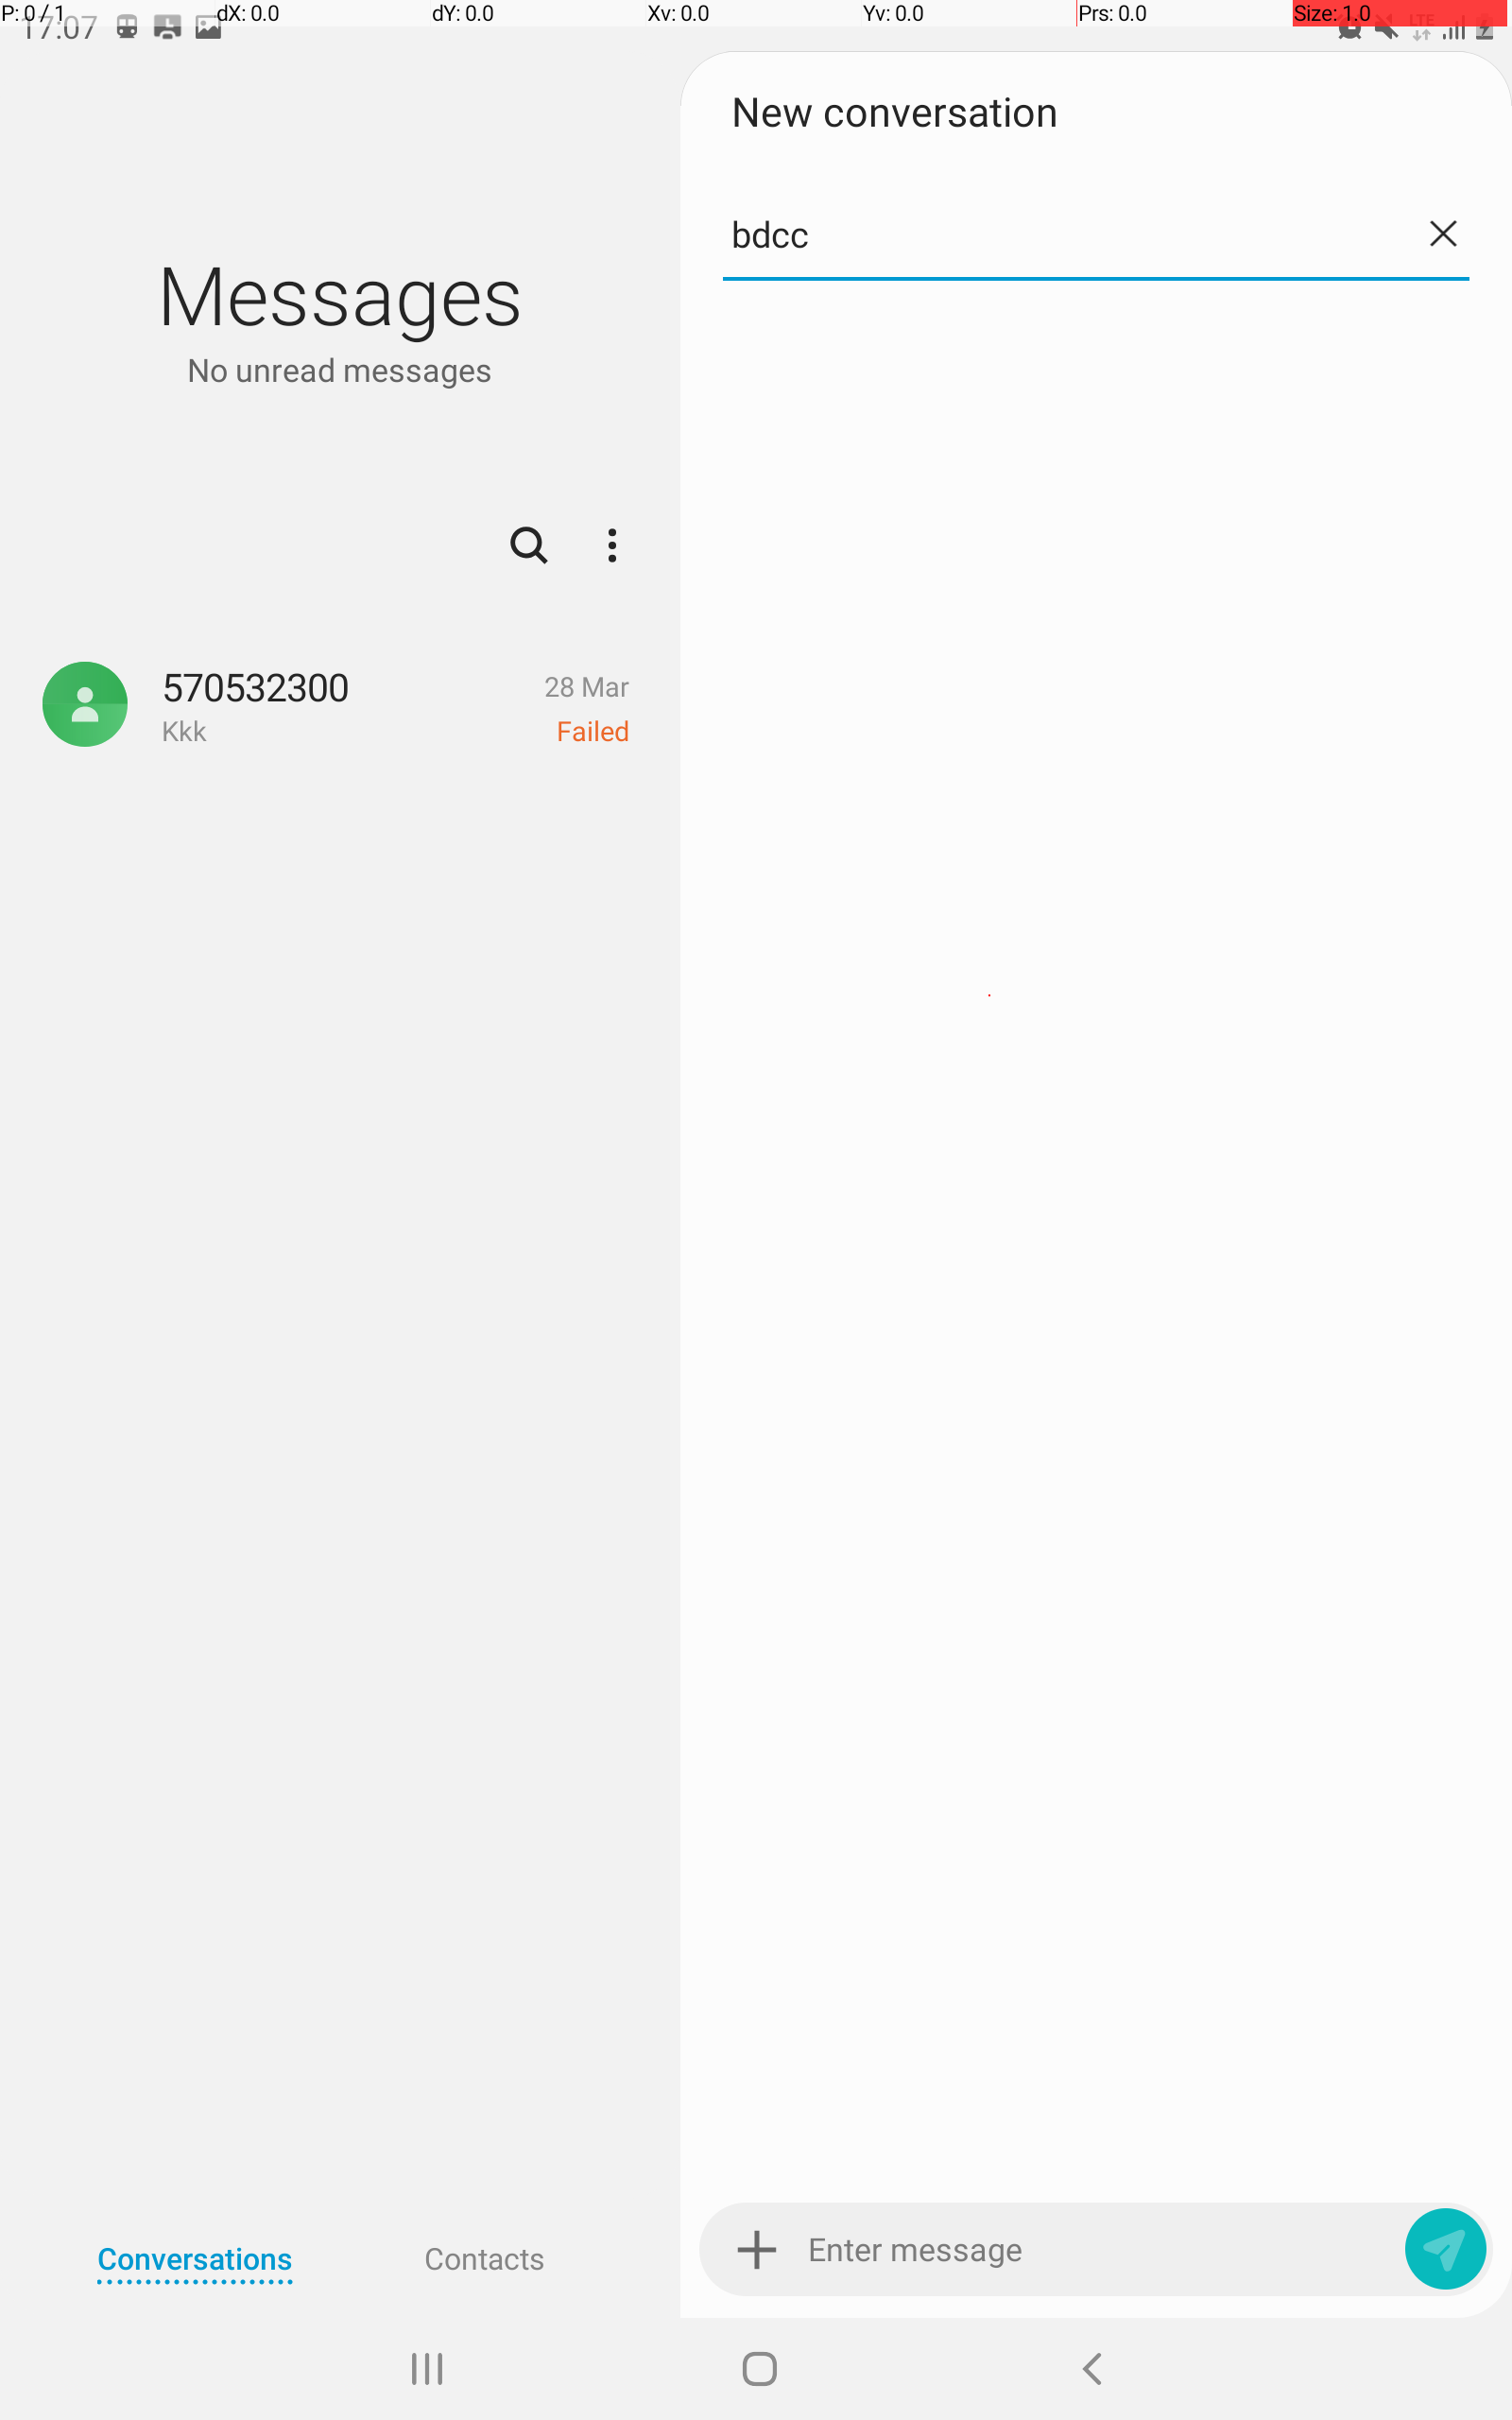 P: 0 / 1 dX: 0.0 dY: 0.0 Xv: 0.0 Yv: 0.0 Prs: 0.0 Size: 1.0
17:07 LTE
New conversation
bdcc
Messages
No unread messages
570532300 28 Mar
Kkk Failed
Conversations Contacts
Enter message